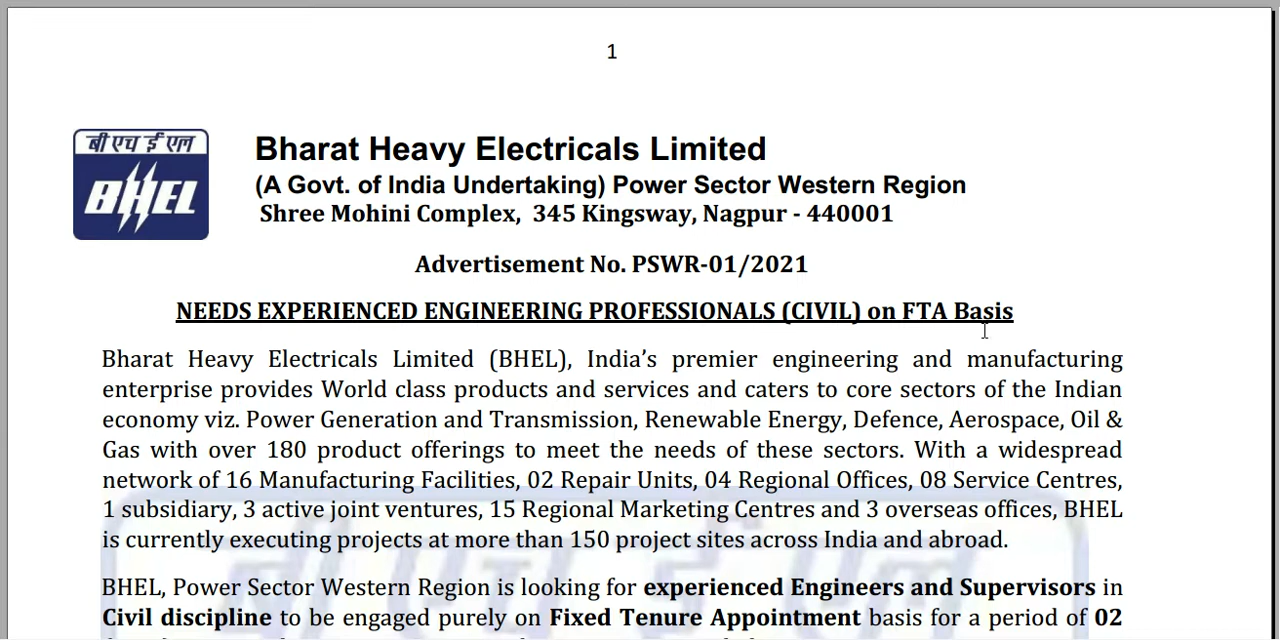 1
बी एच ई एल
BHEL
Bharat Heavy Electricals Limited
(A Govt. of India Undertaking) Power Sector Western Region
Shree Mohini Complex, 345 Kingsway, Nagpur - 440001
Advertisement No. PSWR-01/2021
NEEDS EXPERIENCED ENGINEERING PROFESSIONALS (CIVIL) on FTA Basis
Bharat Heavy Electricals Limited (BHEL), India’s premier engineering and manufacturing
enterprise provides World class products and services and caters to core sectors of the Indian
economy viz. Power Generation and Transmission, Renewable Energy, Defence, Aerospace, Oil &
Gas with over 180 product offerings to meet the needs of these sectors. With a widespread
network of 16 Manufacturing Facilities, 02 Repair Units, 04 Regional Offices, 08 Service Centres,
1 subsidiary, 3 active joint ventures, 15 Regional Marketing Centres and 3 overseas offices, BHEL
is currently executing projects at more than 150 project sites across India and abroad.
BHEL, Power Sector Western Region is looking for experienced Engineers and Supervisors in
Civil discipline to be engaged purely on Fixed Tenure Appointment basis for a period of 02